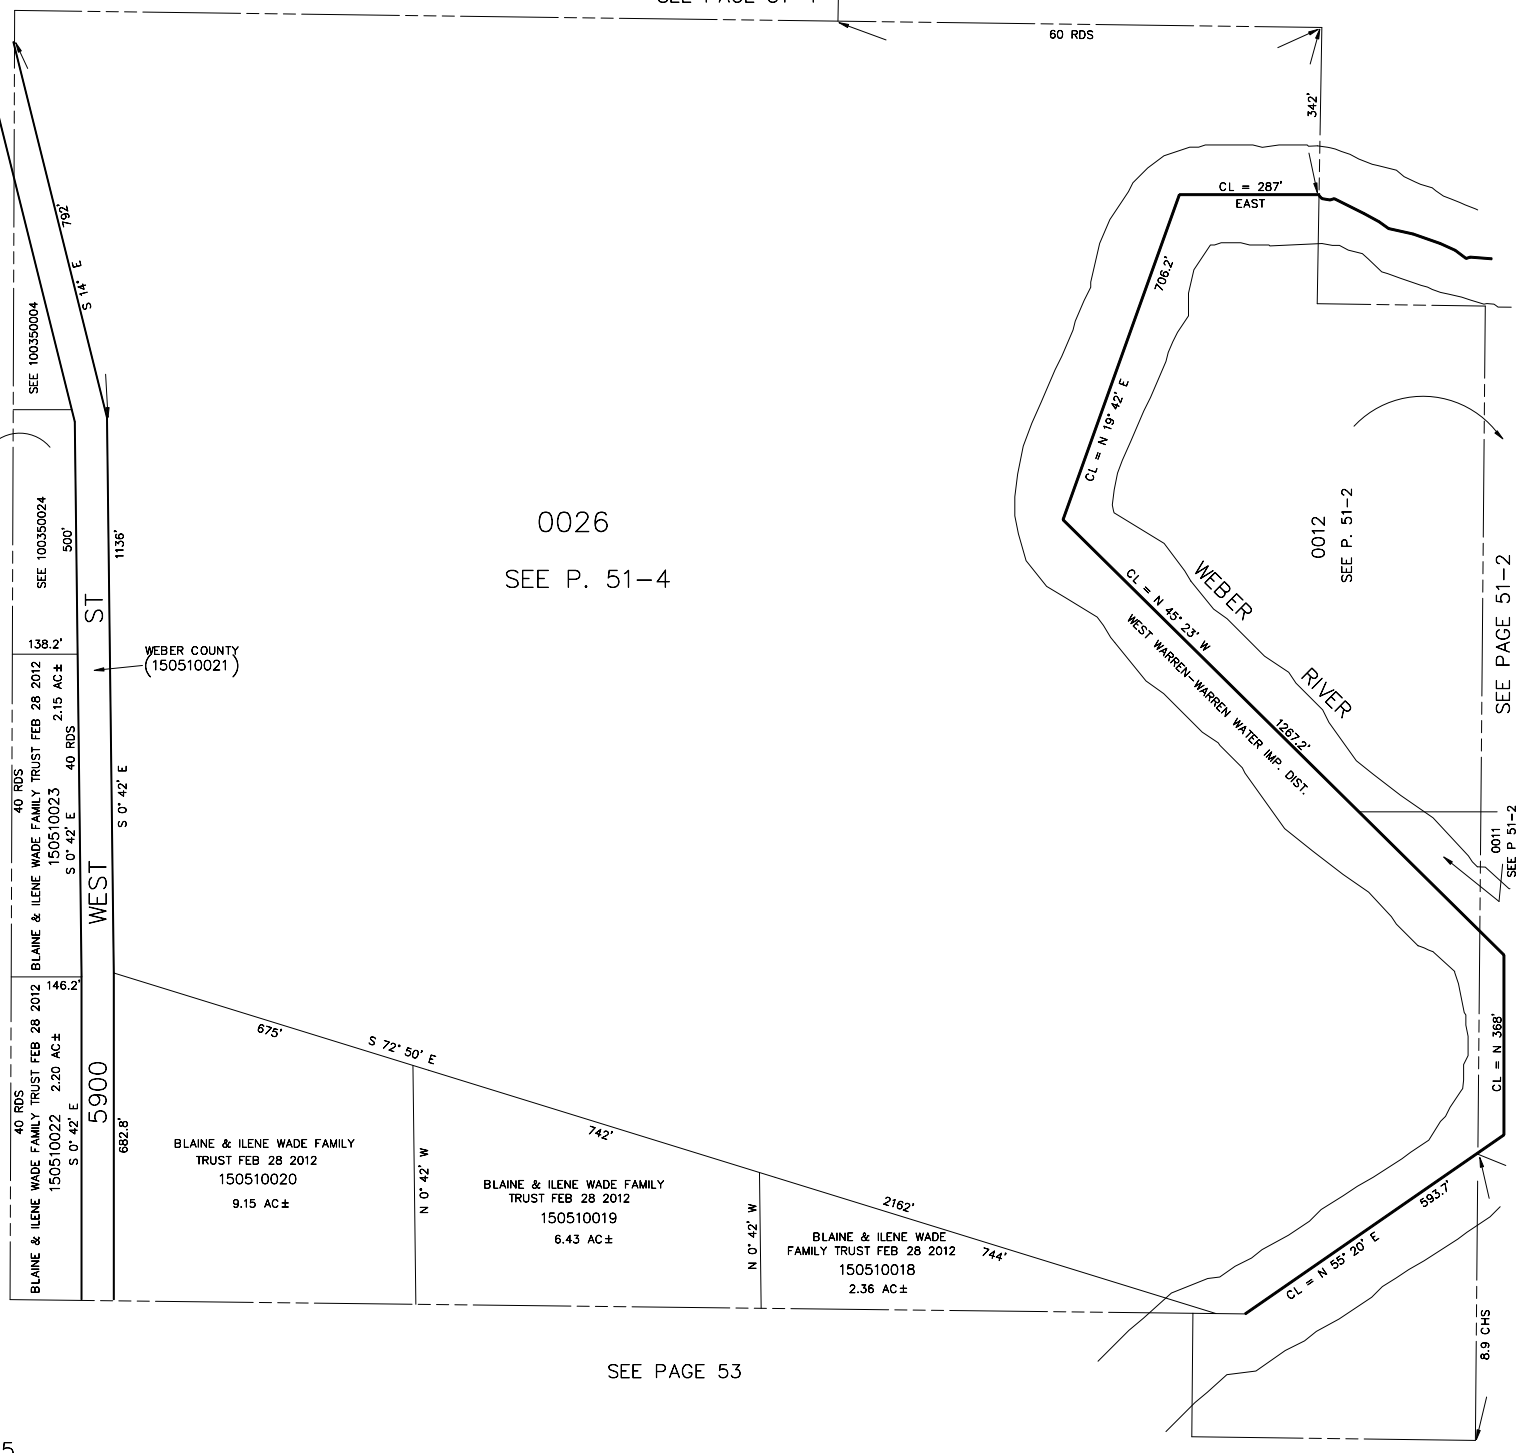 60 RDS
342'
CL = 287'
EAST
792'
S 14° E
706.2'
SEE 100350004
CL = N 19° 42' E
SEE 100350024
500'
1136'
0026
SEE P. 51-4
0012
SEE P. 51-2
SEE PAGE 51-2
WEBER
RIVER
CL = N 45° 23' W
WEST WARREN-WARREN WATER IMP. DIST.
1267.2'
0011
SEE P 51-2
138.2'
WEBER COUNTY
(150510021)
5900 WEST ST
40 RDS
BLAINE & ILENE WADE FAMILY TRUST FEB 28 2012
150510023 2.15 AC±
S 0° 42' E 40 RDS
S 0° 42' E
146.2'
40 RDS
BLAINE & ILENE WADE FAMILY TRUST FEB 28 2012
150510022 2.20 AC±
S 0° 42' E
682.8'
675'
S 72° 50' E
742'
2162'
744'
BLAINE & ILENE WADE FAMILY
TRUST FEB 28 2012
150510020
9.15 AC±
N 0° 42' W
BLAINE & ILENE WADE FAMILY
TRUST FEB 28 2012
150510019
6.43 AC±
N 0° 42' W
BLAINE & ILENE WADE
FAMILY TRUST FEB 28 2012
150510018
2.36 AC±
CL = N 368'
593.7'
CL = N 55° 20' E
8.9 CHS
SEE PAGE 53
5